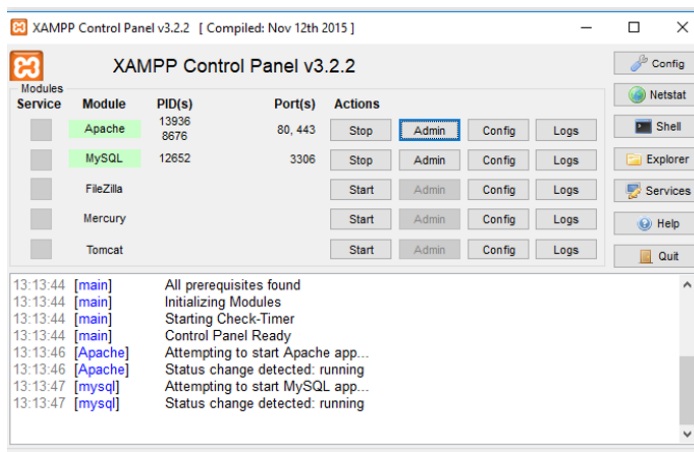 XAMPP Control Panel v3.2.2 [ Compiled: Nov 12th 2015 ]
XAMPP Control Panel v3.2.2
Config
Modules
Service Module PID(s) Port(s) Actions
Netstat
Apache 13936 8676 80, 443 Stop Admin Config Logs
Shell
MySQL 12652 3306 Stop Admin Config Logs
Explorer
FileZilla Start Admin Config Logs
Services
Mercury Start Admin Config Logs
Help
Tomcat Start Admin Config Logs
Quit
13:13:44 [main] All prerequisites found
13:13:44 [main] Initializing Modules
13:13:44 [main] Starting Check-Timer
13:13:44 [main] Control Panel Ready
13:13:46 [Apache] Attempting to start Apache app...
13:13:46 [Apache] Status change detected: running
13:13:47 [mysql] Attempting to start MySQL app...
13:13:47 [mysql] Status change detected: running